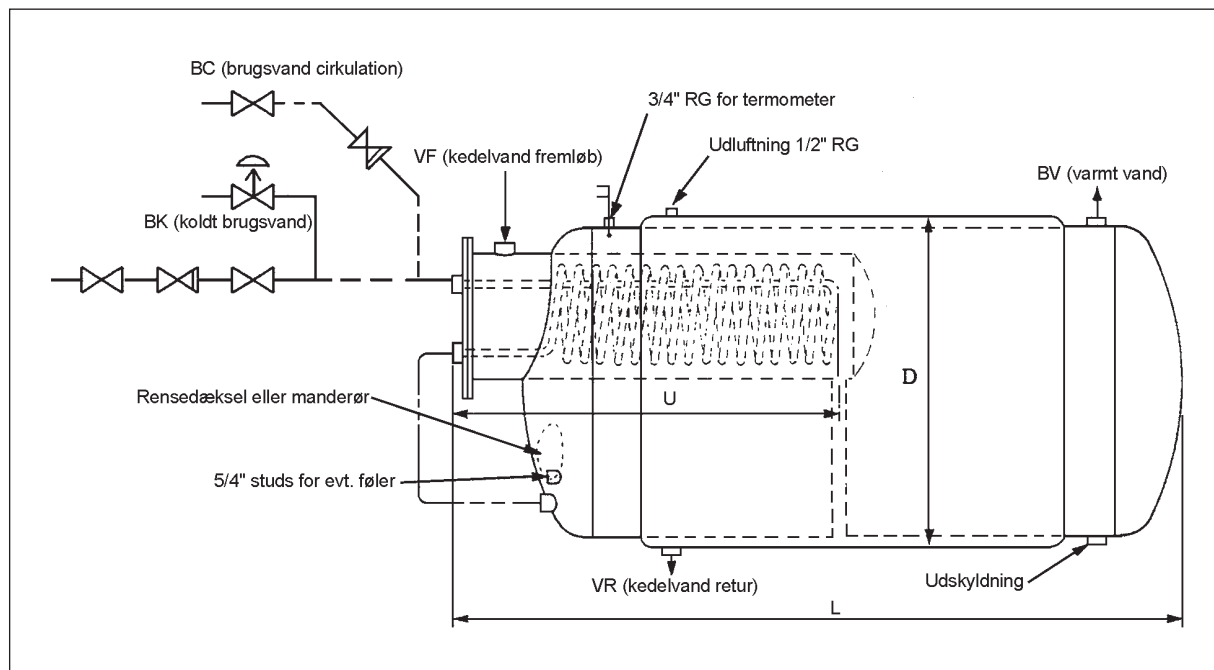 BC (brugsvand cirkulation)
3/4" RG for termometer
Udluftning 1/2" RG
VF (kedelvand fremløb)
BV (varmt vand)
BK (koldt brugsvand)
D
Rensedæksel eller manderør
U
5/4" studs for evt. føler
VR (kedelvand retur)
Udskyldning
L